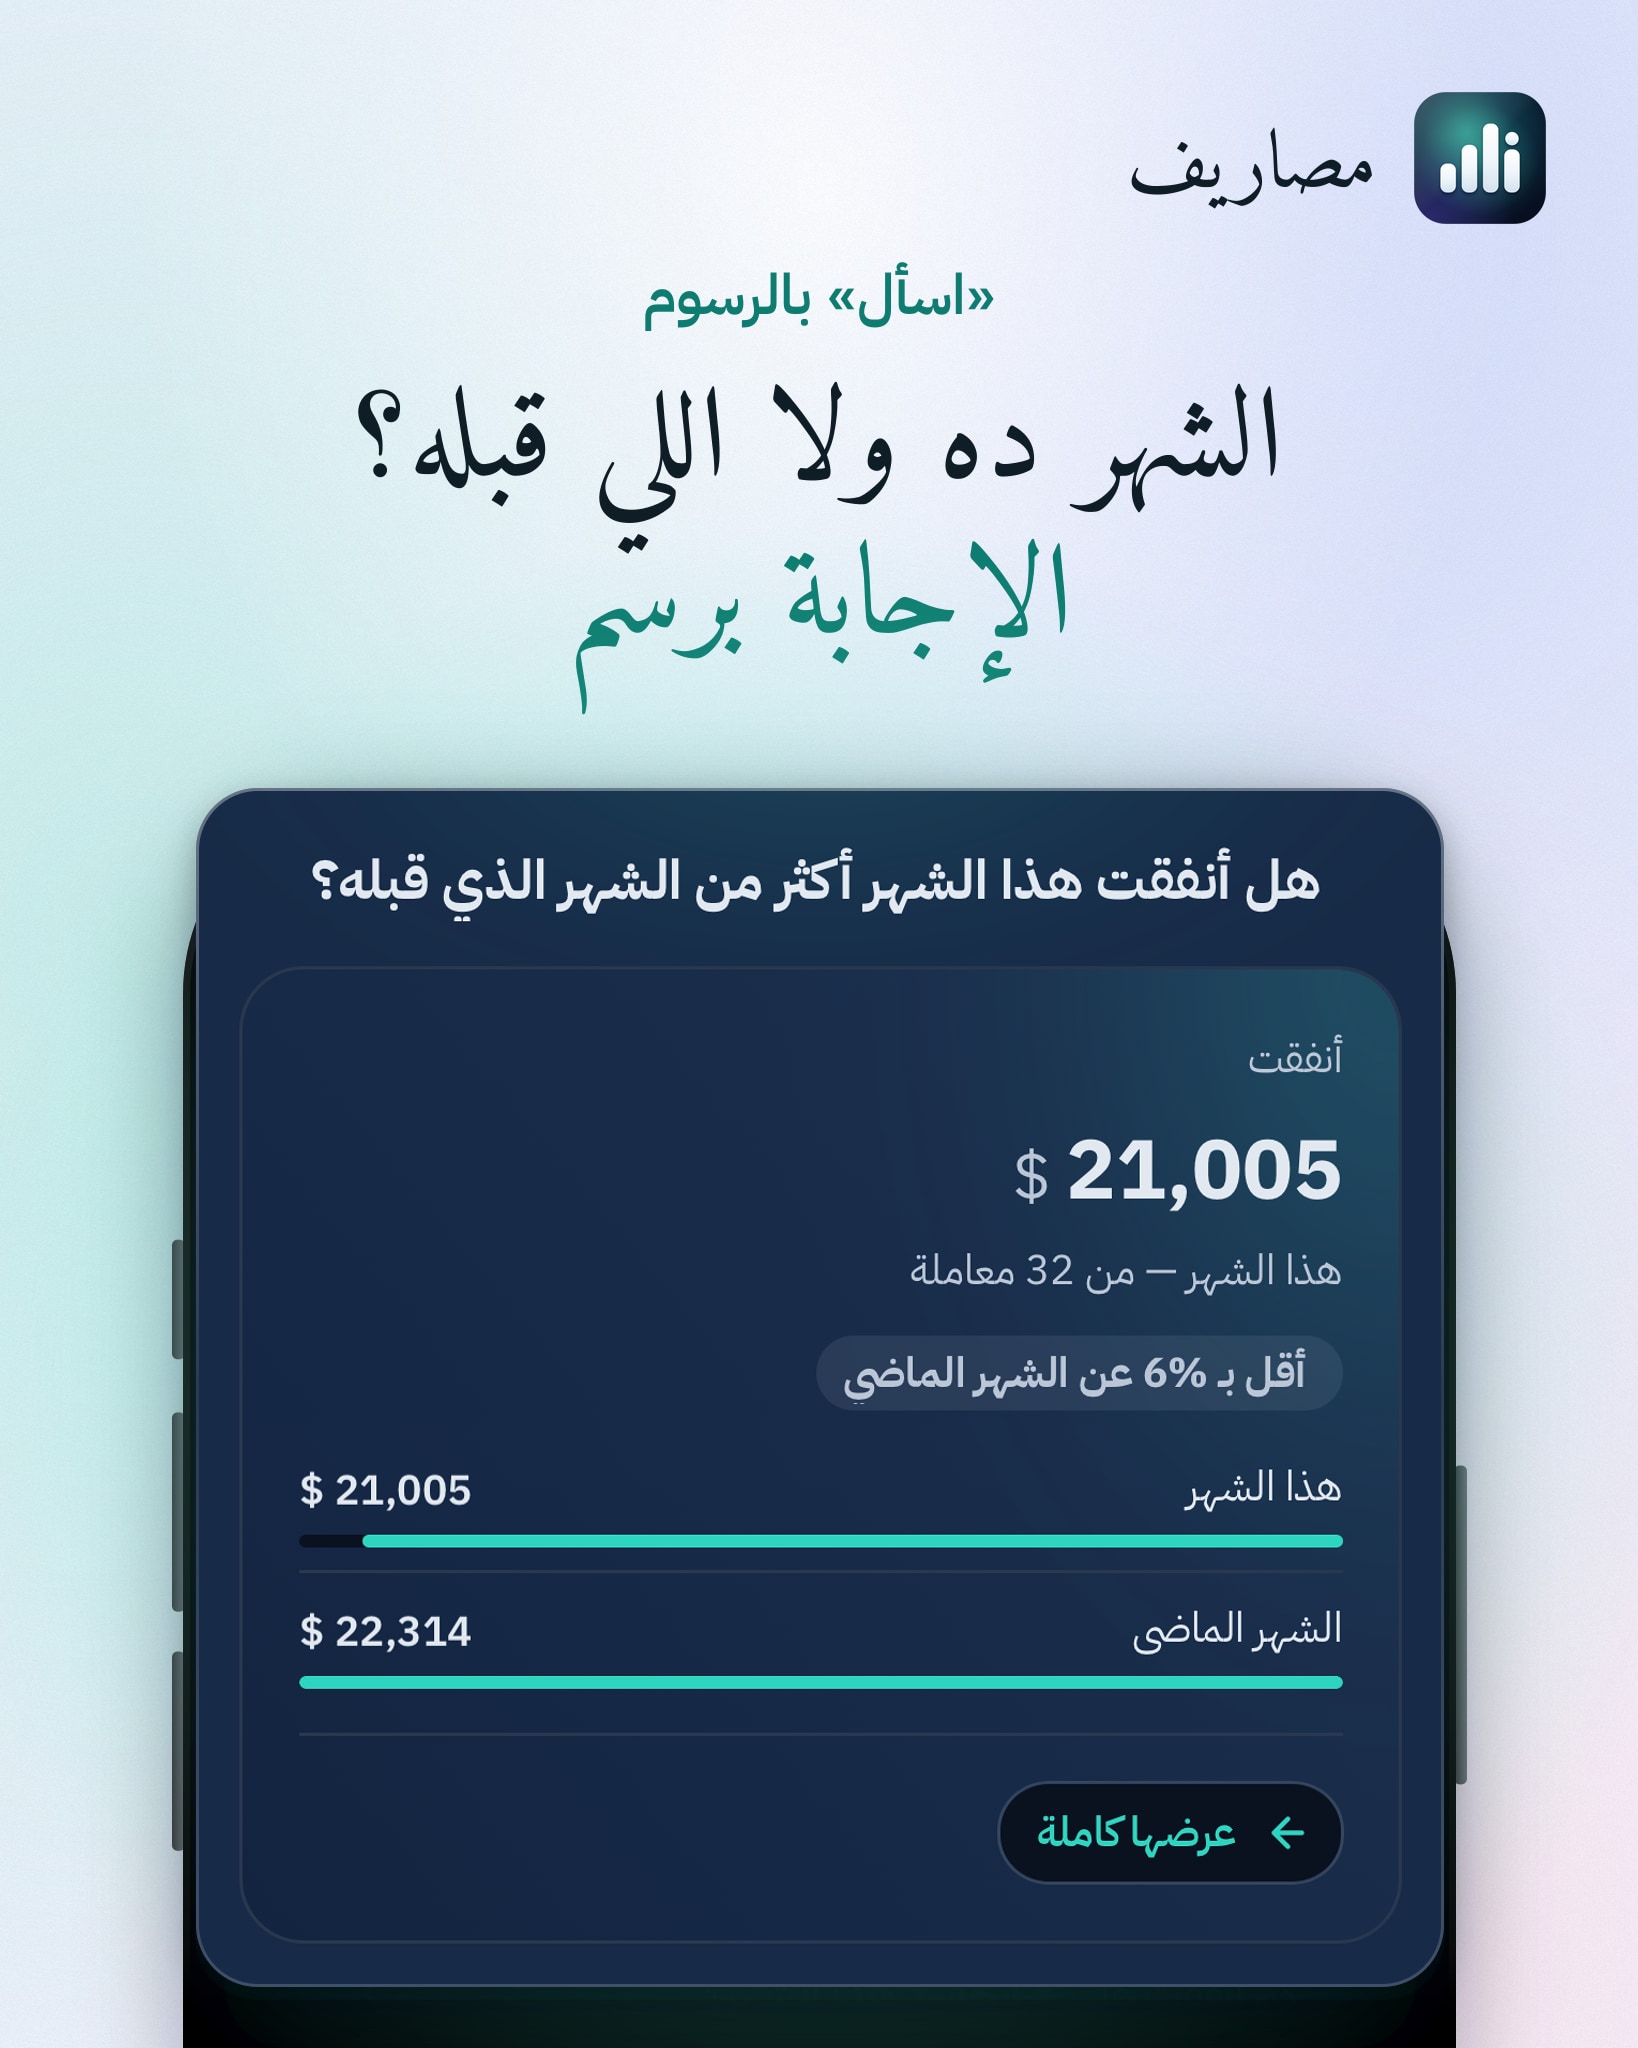 مصاريف
«اسأل» بالرسوم
الشهر ده ولا اللي قبله؟
الإجابة برسم
هل أنفقت هذا الشهر أكثر من الشهر الذي قبله؟
أنفقت
21,005 $
هذا الشهر — من 32 معاملة
أقل بـ 6% عن الشهر الماضي
هذا الشهر
$ 21,005
الشهر الماضي
$ 22,314
عرضها كاملة